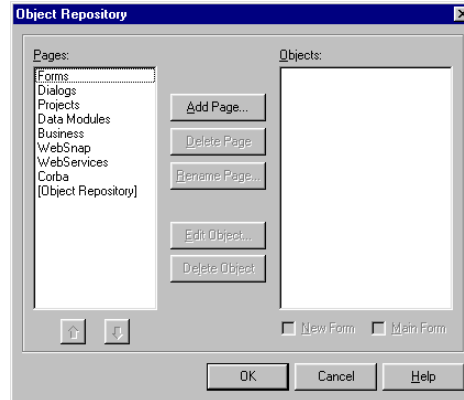 Object Repository
Pages:
Forms
Dialogs
Projects
Data Modules
Business
WebSnap
WebServices
Corba
[Object Repository]
Add Page...
Delete Page
Rename Page...
Edit Object...
Delete Object
Objects:
New Form
Main Form
OK
Cancel
Help